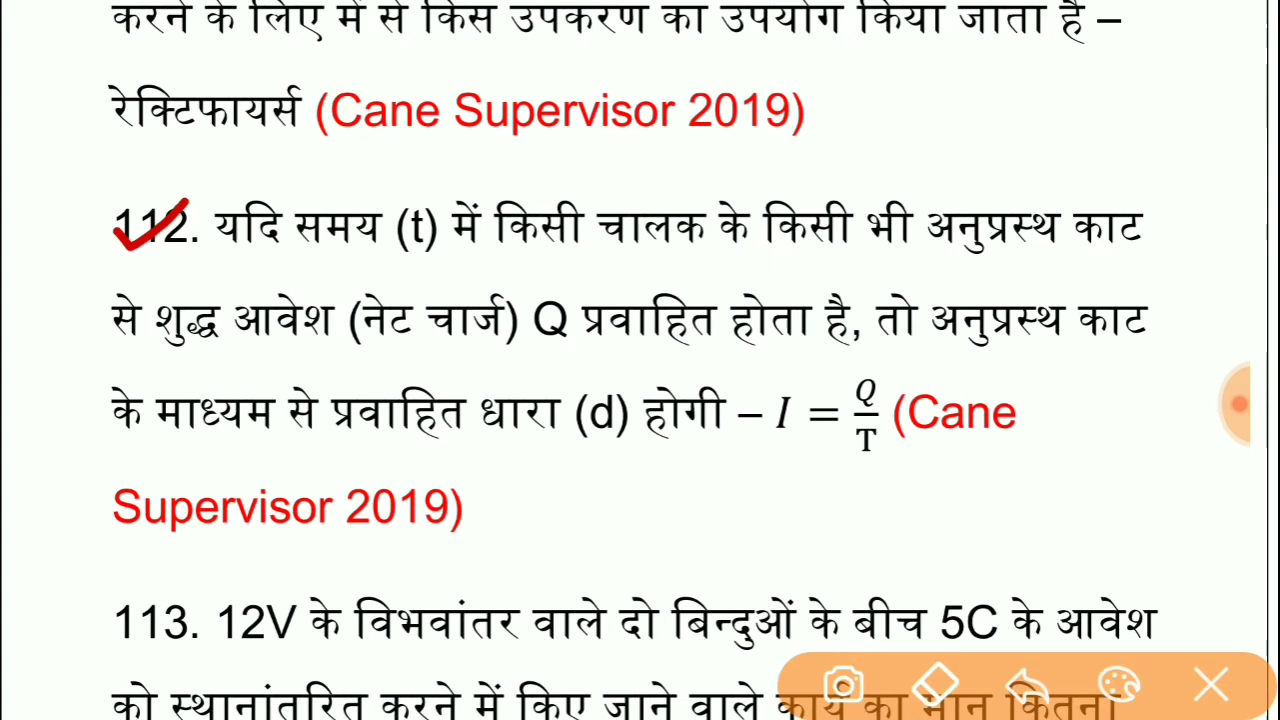 करने के लिए में से किस उपकरण का उपयोग किया जाता है –
रेक्टिफायर्स (Cane Supervisor 2019)
112. यदि समय (t) में किसी चालक के किसी भी अनुप्रस्थ काट
से शुद्ध आवेश (नेट चार्ज) Q प्रवाहित होता है, तो अनुप्रस्थ काट
के माध्यम से प्रवाहित धारा (d) होगी – I = Q/T (Cane
Supervisor 2019)
113. 12V के विभवांतर वाले दो बिन्दुओं के बीच 5C के आवेश
को स्थानांतरित करने में किए जाने वाले कार्य का मान कितना